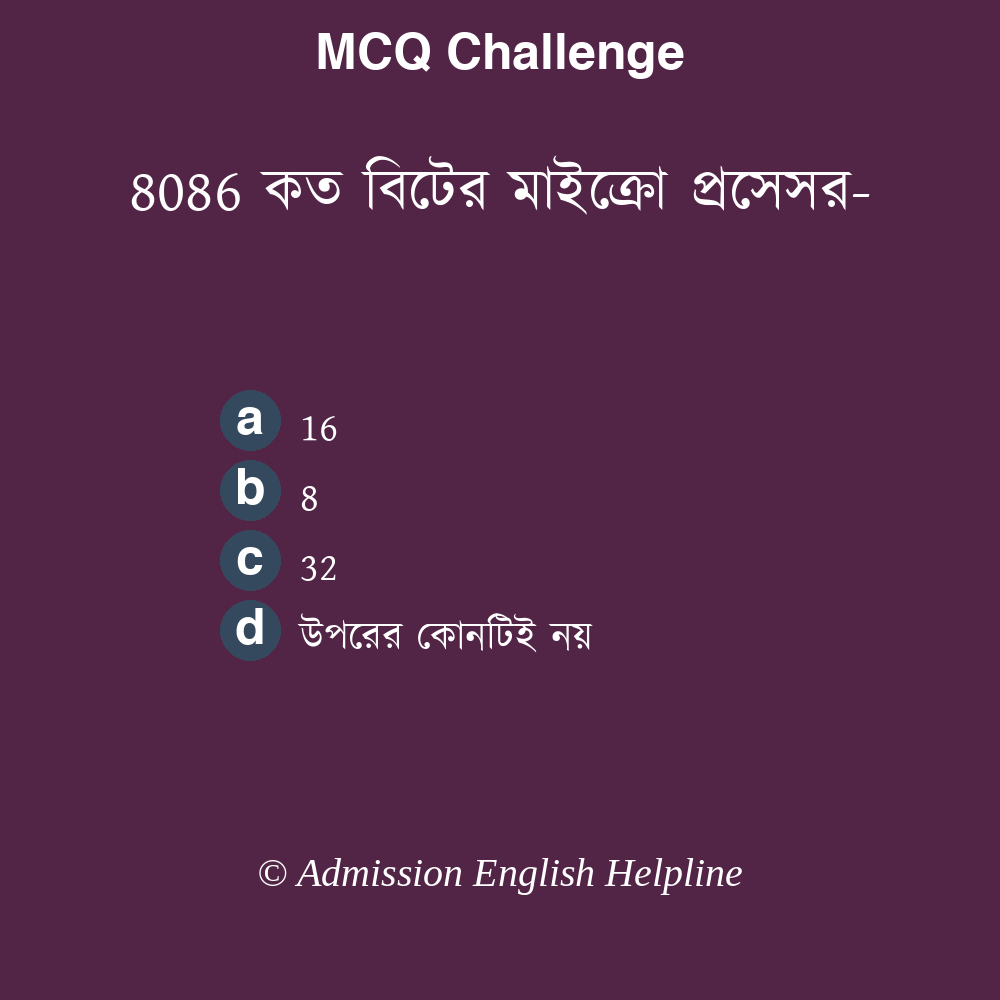 MCQ Challenge
8086 কত বিটের মাইক্রো প্রসেসর-
a 16
b 8
c 32
d উপরের কোনটিই নয়
© Admission English Helpline